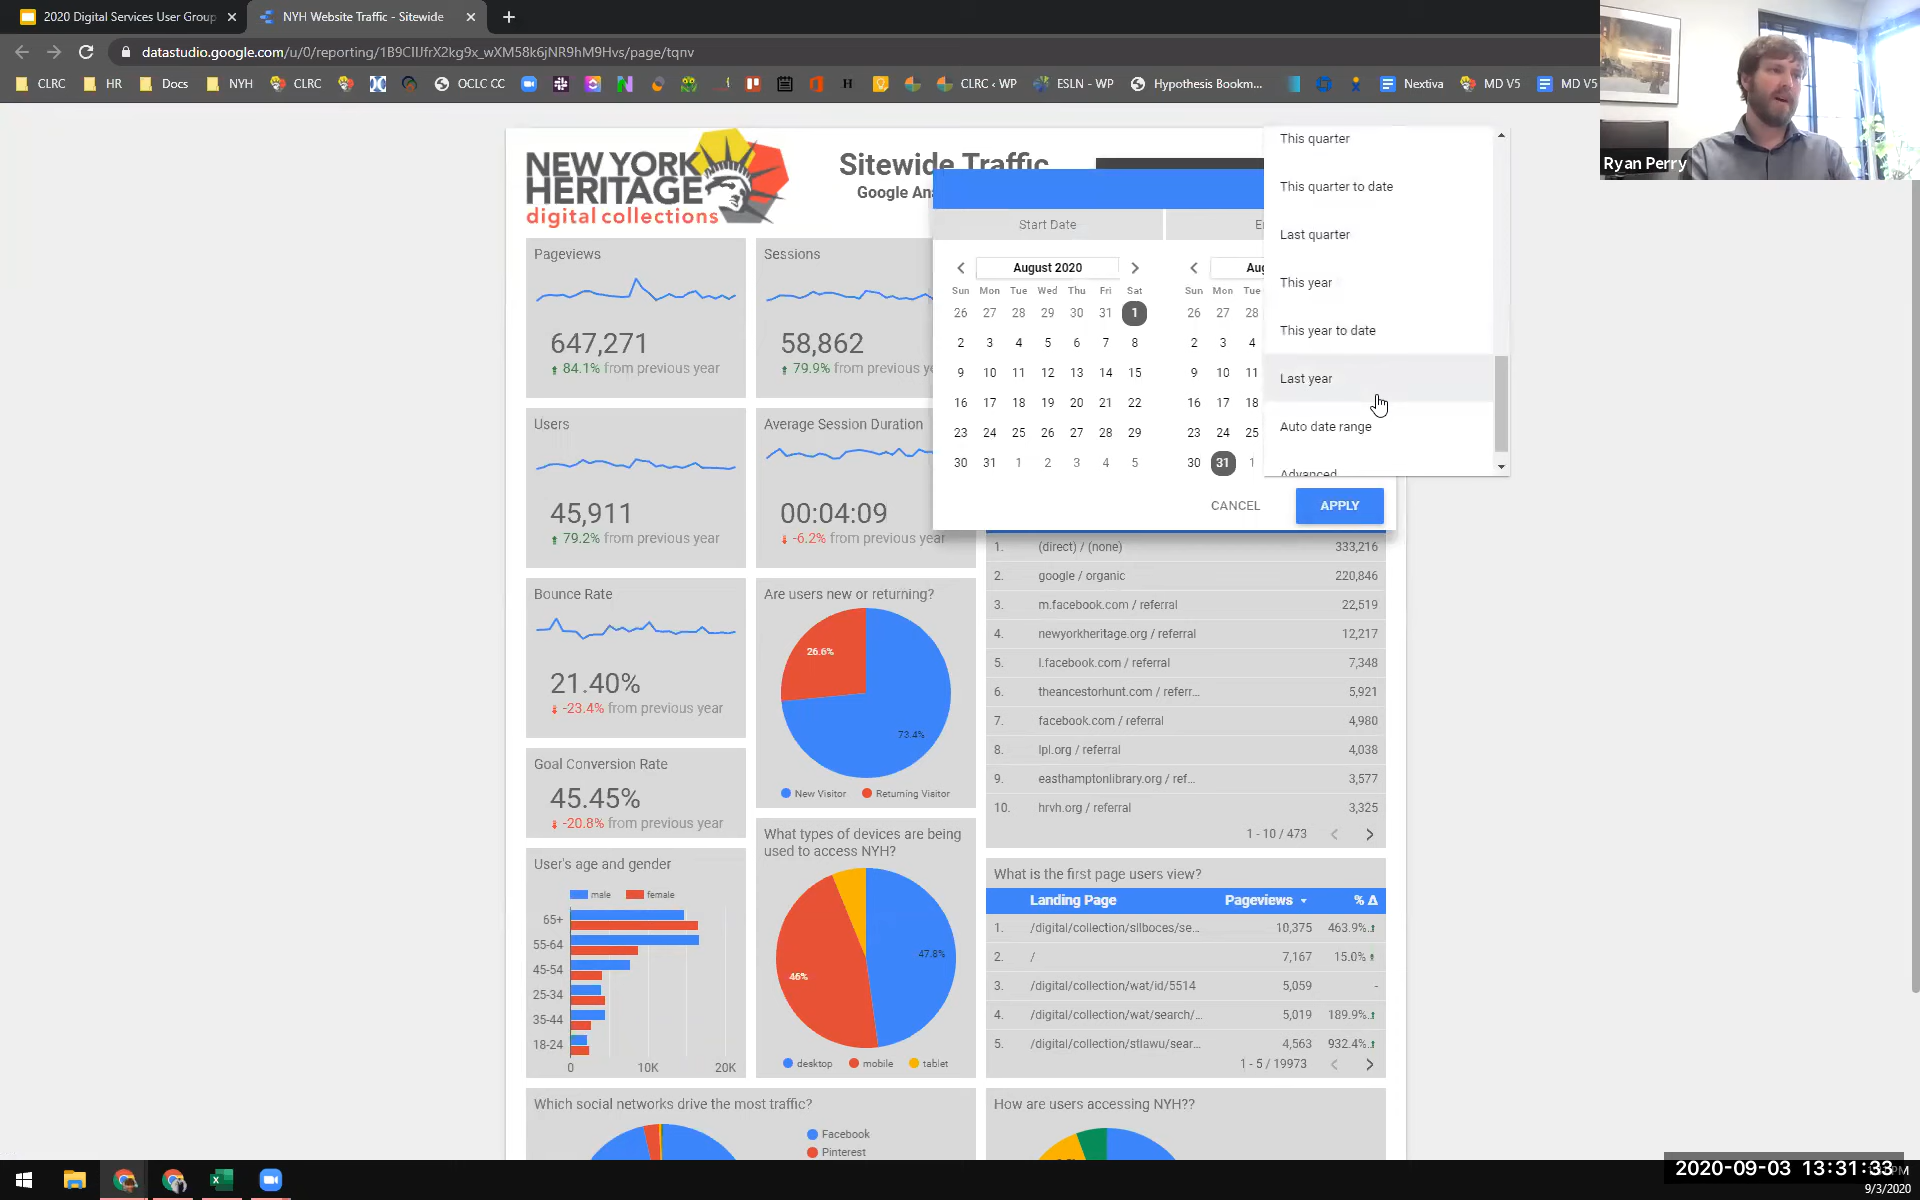 2020 Digital Services User Group
NYH Website Traffic - Sitewide
datastudio.google.com/u/0/reporting/1B9CIIJfrX2kg9x_wXM58k6jNR9hM9Hvs/page/tqnv
CLRC
HR
Docs
NYH
CLRC
OCLC CC
CLRC ‹ WP
ESLN - WP
Hypothesis Bookm...
Nextiva
MD V5
MD V5
Ryan Perry
NEW YORK
HERITAGE
digital collections
Sitewide Traffic
Google Ana
Start Date
August 2020
Aug
Sun Mon Tue Wed Thu Fri Sat
Sun Mon Tue
26 27 28 29 30 31 1
26 27 28
2 3 4 5 6 7 8
2 3 4
9 10 11 12 13 14 15
9 10 11
16 17 18 19 20 21 22
16 17 18
23 24 25 26 27 28 29
23 24 25
30 31 1 2 3 4 5
30 31 1
CANCEL
APPLY
This quarter
This quarter to date
Last quarter
This year
This year to date
Last year
Auto date range
Advanced
Pageviews
647,271
84.1% from previous year
Sessions
58,862
79.9% from previous ye
Users
45,911
79.2% from previous year
Average Session Duration
00:04:09
-6.2% from previous year
Bounce Rate
21.40%
-23.4% from previous year
Goal Conversion Rate
45.45%
-20.8% from previous year
Are users new or returning?
26.6%
73.4%
New Visitor
Returning Visitor
User's age and gender
male
female
65+
55-64
45-54
25-34
35-44
18-24
0 10K 20K
What types of devices are being
used to access NYH?
47.8%
46%
desktop
mobile
tablet
1. (direct) / (none) 333,216
2. google / organic 220,846
3. m.facebook.com / referral 22,519
4. newyorkheritage.org / referral 12,217
5. l.facebook.com / referral 7,348
6. theancestorhunt.com / referr... 5,921
7. facebook.com / referral 4,980
8. lpl.org / referral 4,038
9. easthamptonlibrary.org / ref... 3,577
10. hrvh.org / referral 3,325
1 - 10 / 473
What is the first page users view?
Landing Page Pageviews % Δ
1. /digital/collection/sllboces/se... 10,375 463.9%
2. / 7,167 15.0%
3. /digital/collection/wat/id/5514 5,059 -
4. /digital/collection/wat/search/... 5,019 189.9%
5. /digital/collection/stlawu/sear... 4,563 932.4%
1 - 5 / 19973
Which social networks drive the most traffic?
Facebook
Pinterest
How are users accessing NYH??
2020-09-03 13:31:33
9/3/2020